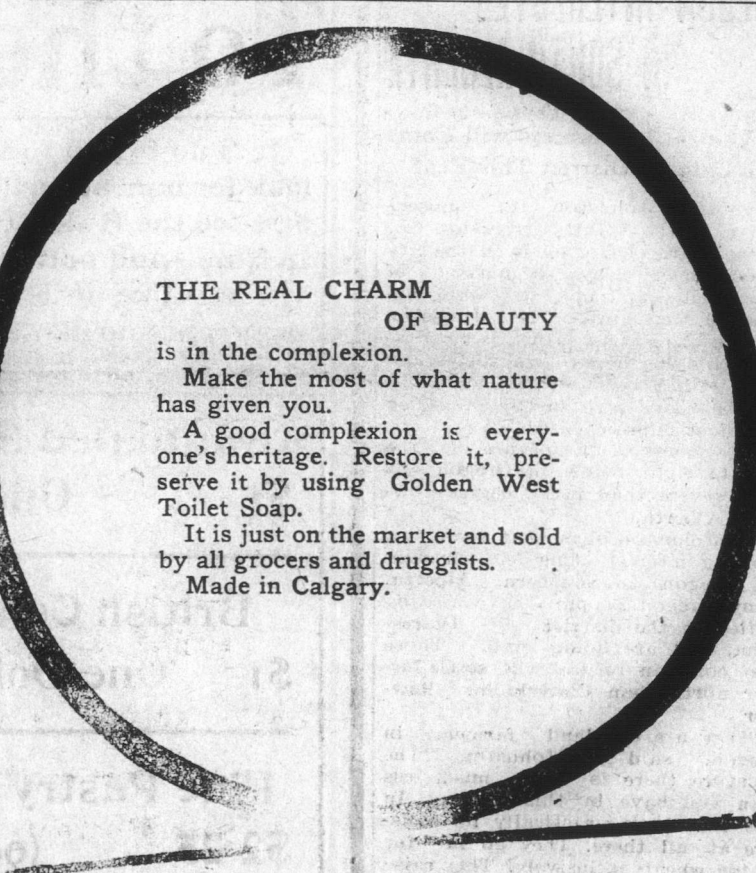 THE REAL CHARM
OF BEAUTY
is in the complexion.
Make the most of what nature
has given you.
A good complexion is every-
one's heritage. Restore it, pre-
serve it by using Golden West
Toilet Soap.
It is just on the market and sold
by all grocers and druggists.
Made in Calgary.